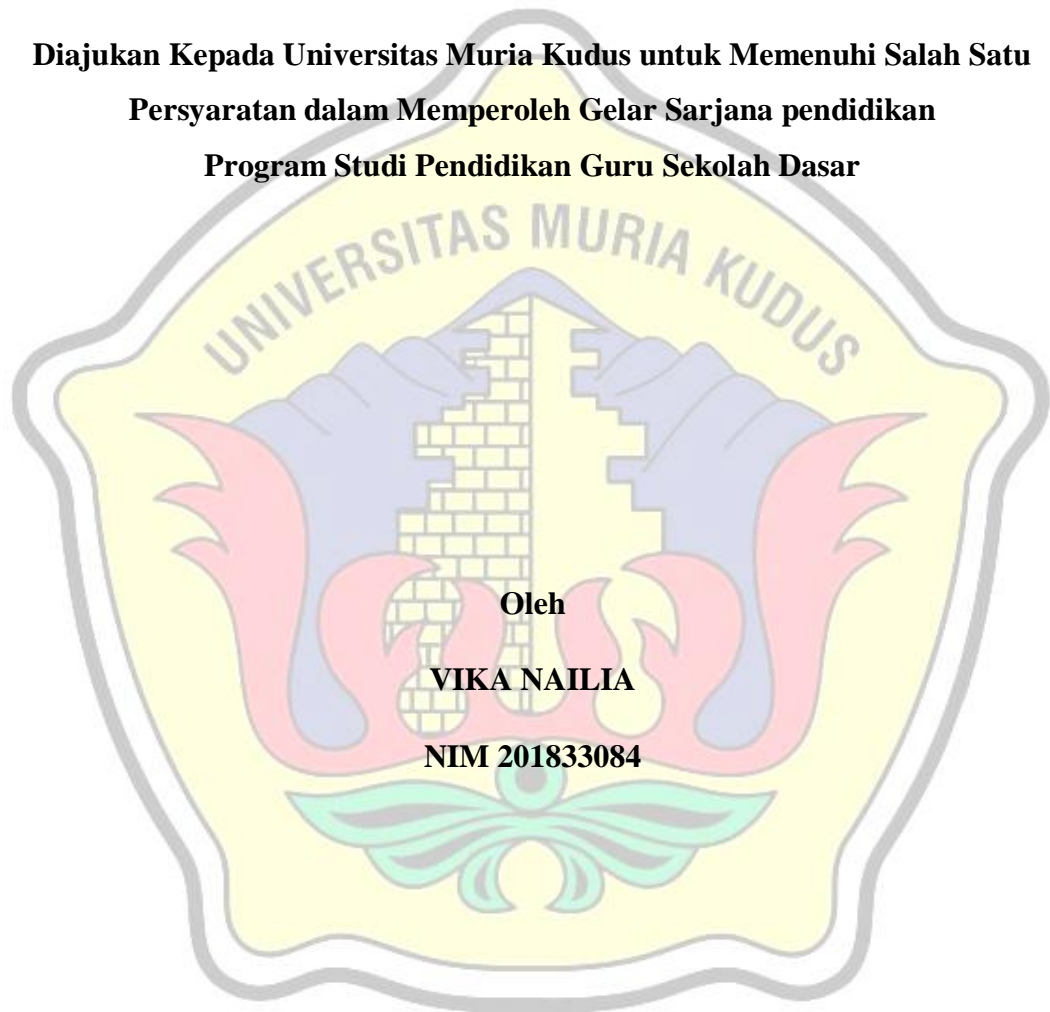 Diajukan Kepada Universitas Muria Kudus untuk Memenuhi Salah Satu
Persyaratan dalam Memperoleh Gelar Sarjana pendidikan
Program Studi Pendidikan Guru Sekolah Dasar
UNIVERSITAS MURIA KUDUS
Oleh
VIKA NAILIA
NIM 201833084